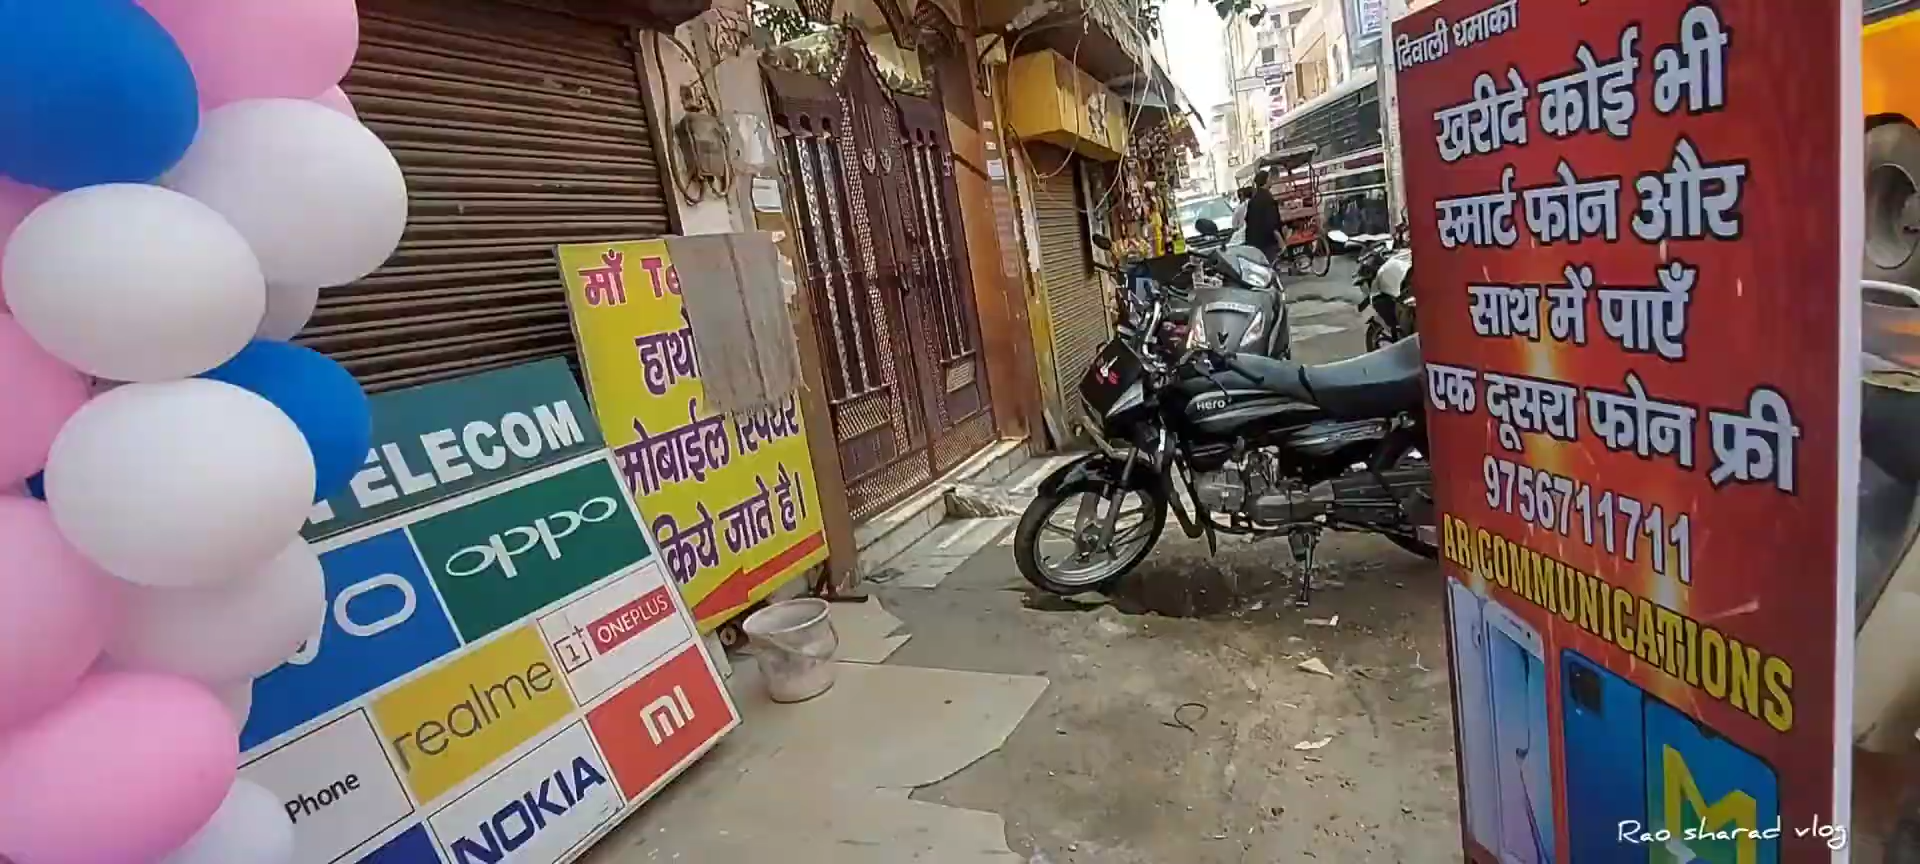 दिवाली धमाका
खरीदे कोई भी
स्मार्ट फोन और
साथ में पाएँ
एक दूसरा फोन फ्री
9756711711
AR COMMUNICATIONS
माँ
मोबाईल रिपेयर
किये जाते है।
ELECOM
oppo
realme
1+ ONEPLUS
mi
Phone
NOKIA
Hero
Rao sharad vlog